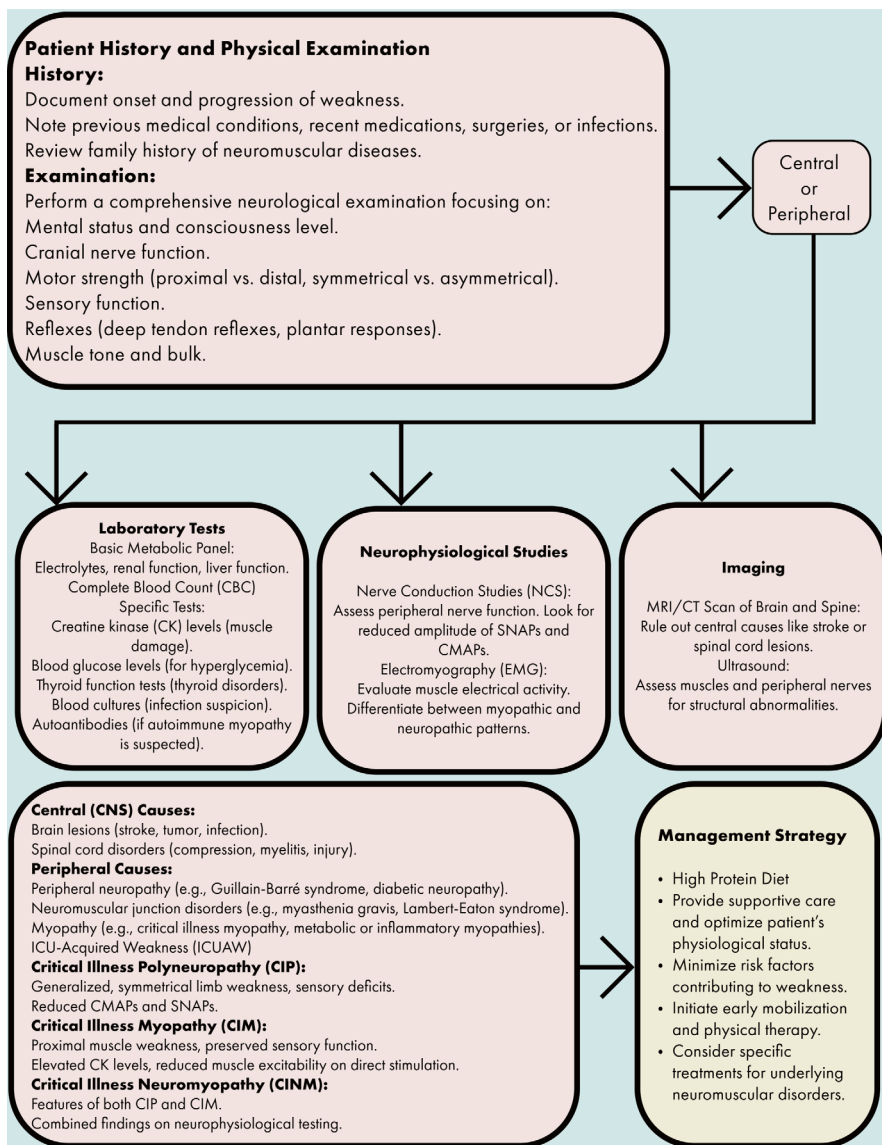 Patient History and Physical Examination
History:
Document onset and progression of weakness.
Note previous medical conditions, recent medications, surgeries, or infections.
Review family history of neuromuscular diseases.
Examination:
Perform a comprehensive neurological examination focusing on:
Mental status and consciousness level.
Cranial nerve function.
Motor strength (proximal vs. distal, symmetrical vs. asymmetrical).
Sensory function.
Reflexes (deep tendon reflexes, plantar responses).
Muscle tone and bulk.
Central
or
Peripheral
Laboratory Tests
Basic Metabolic Panel:
Electrolytes, renal function, liver function.
Complete Blood Count (CBC)
Specific Tests:
Creatine kinase (CK) levels (muscle
damage).
Blood glucose levels (for hyperglycemia).
Thyroid function tests (thyroid disorders).
Blood cultures (infection suspicion).
Autoantibodies (if autoimmune myopathy
is suspected).
Neurophysiological Studies
Nerve Conduction Studies (NCS):
Assess peripheral nerve function. Look for
reduced amplitude of SNAPs and
CMAPs.
Electromyography (EMG):
Evaluate muscle electrical activity.
Differentiate between myopathic and
neuropathic patterns.
Imaging
MRI/CT Scan of Brain and Spine:
Rule out central causes like stroke or
spinal cord lesions.
Ultrasound:
Assess muscles and peripheral nerves
for structural abnormalities.
Central (CNS) Causes:
Brain lesions (stroke, tumor, infection).
Spinal cord disorders (compression, myelitis, injury).
Peripheral Causes:
Peripheral neuropathy (e.g., Guillain-Barré syndrome, diabetic neuropathy).
Neuromuscular junction disorders (e.g., myasthenia gravis, Lambert-Eaton syndrome).
Myopathy (e.g., critical illness myopathy, metabolic or inflammatory myopathies).
ICU-Acquired Weakness (ICUAW)
Critical Illness Polyneuropathy (CIP):
Generalized, symmetrical limb weakness, sensory deficits.
Reduced CMAPs and SNAPs.
Critical Illness Myopathy (CIM):
Proximal muscle weakness, preserved sensory function.
Elevated CK levels, reduced muscle excitability on direct stimulation.
Critical Illness Neuromyopathy (CINM):
Features of both CIP and CIM.
Combined findings on neurophysiological testing.
Management Strategy
• High Protein Diet
• Provide supportive care
and optimize patient's
physiological status.
• Minimize risk factors
contributing to weakness.
• Initiate early mobilization
and physical therapy.
• Consider specific
treatments for underlying
neuromuscular disorders.